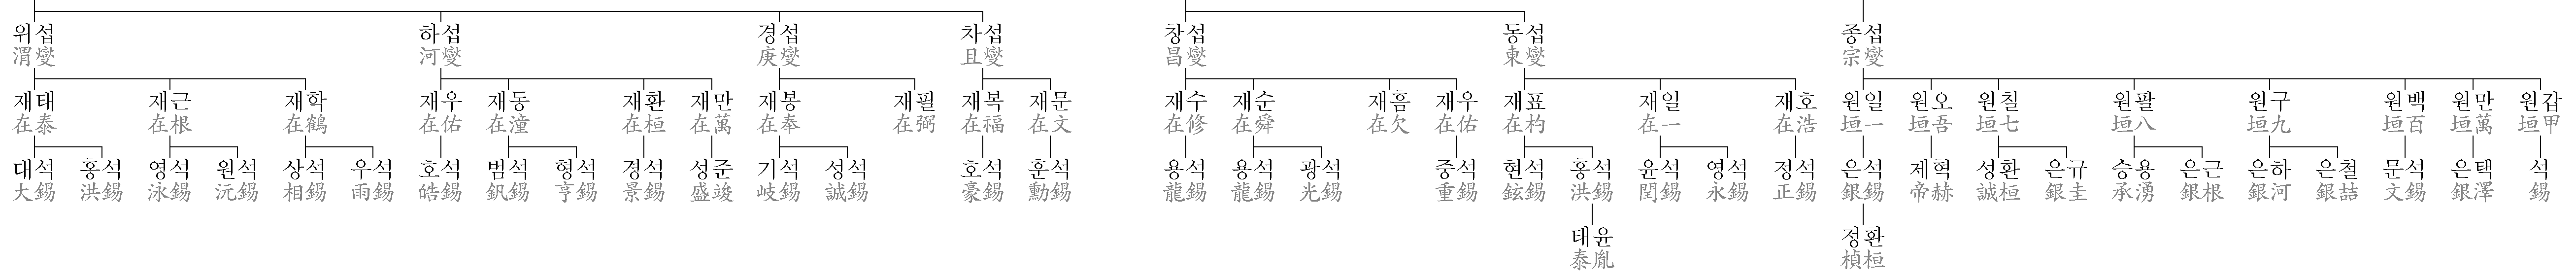 위섭 하섭 경섭 차섭 창섭 동섭 종섭
渭燮 河燮 庚燮 且燮 昌燮 東燮 宗燮
재태 재근 재학 재우 재동 재환 재만 재봉 재필 재복 재문 재수 재순 재흠 재우 재표 재일 재호 원일 원오 원칠 원팔 원구 원백 원만 원갑
在泰 在根 在鶴 在佑 在潼 在桓 在萬 在奉 在弼 在福 在文 在修 在舜 在欠 在佑 在杓 在一 在浩 垣一 垣吾 垣七 垣八 垣九 垣百 垣萬 垣甲
대석 홍석 영석 원석 상석 우석 호석 범석 형석 경석 성준 기석 성석 호석 훈석 용석 용석 광석 중석 현석 홍석 윤석 영석 정석 은석 제혁 성환 은규 승용 은근 은하 은철 문석 은택 석
大錫 洪錫 泳錫 沅錫 相錫 雨錫 皓錫 釩錫 亨錫 景錫 盛竣 岐錫 誠錫 豪錫 勳錫 龍錫 龍錫 光錫 重錫 鉉錫 洪錫 閏錫 永錫 正錫 銀錫 帝赫 誠桓 銀圭 承湧 銀根 銀河 銀喆 文錫 銀澤 錫
태윤 정환
泰胤 楨桓